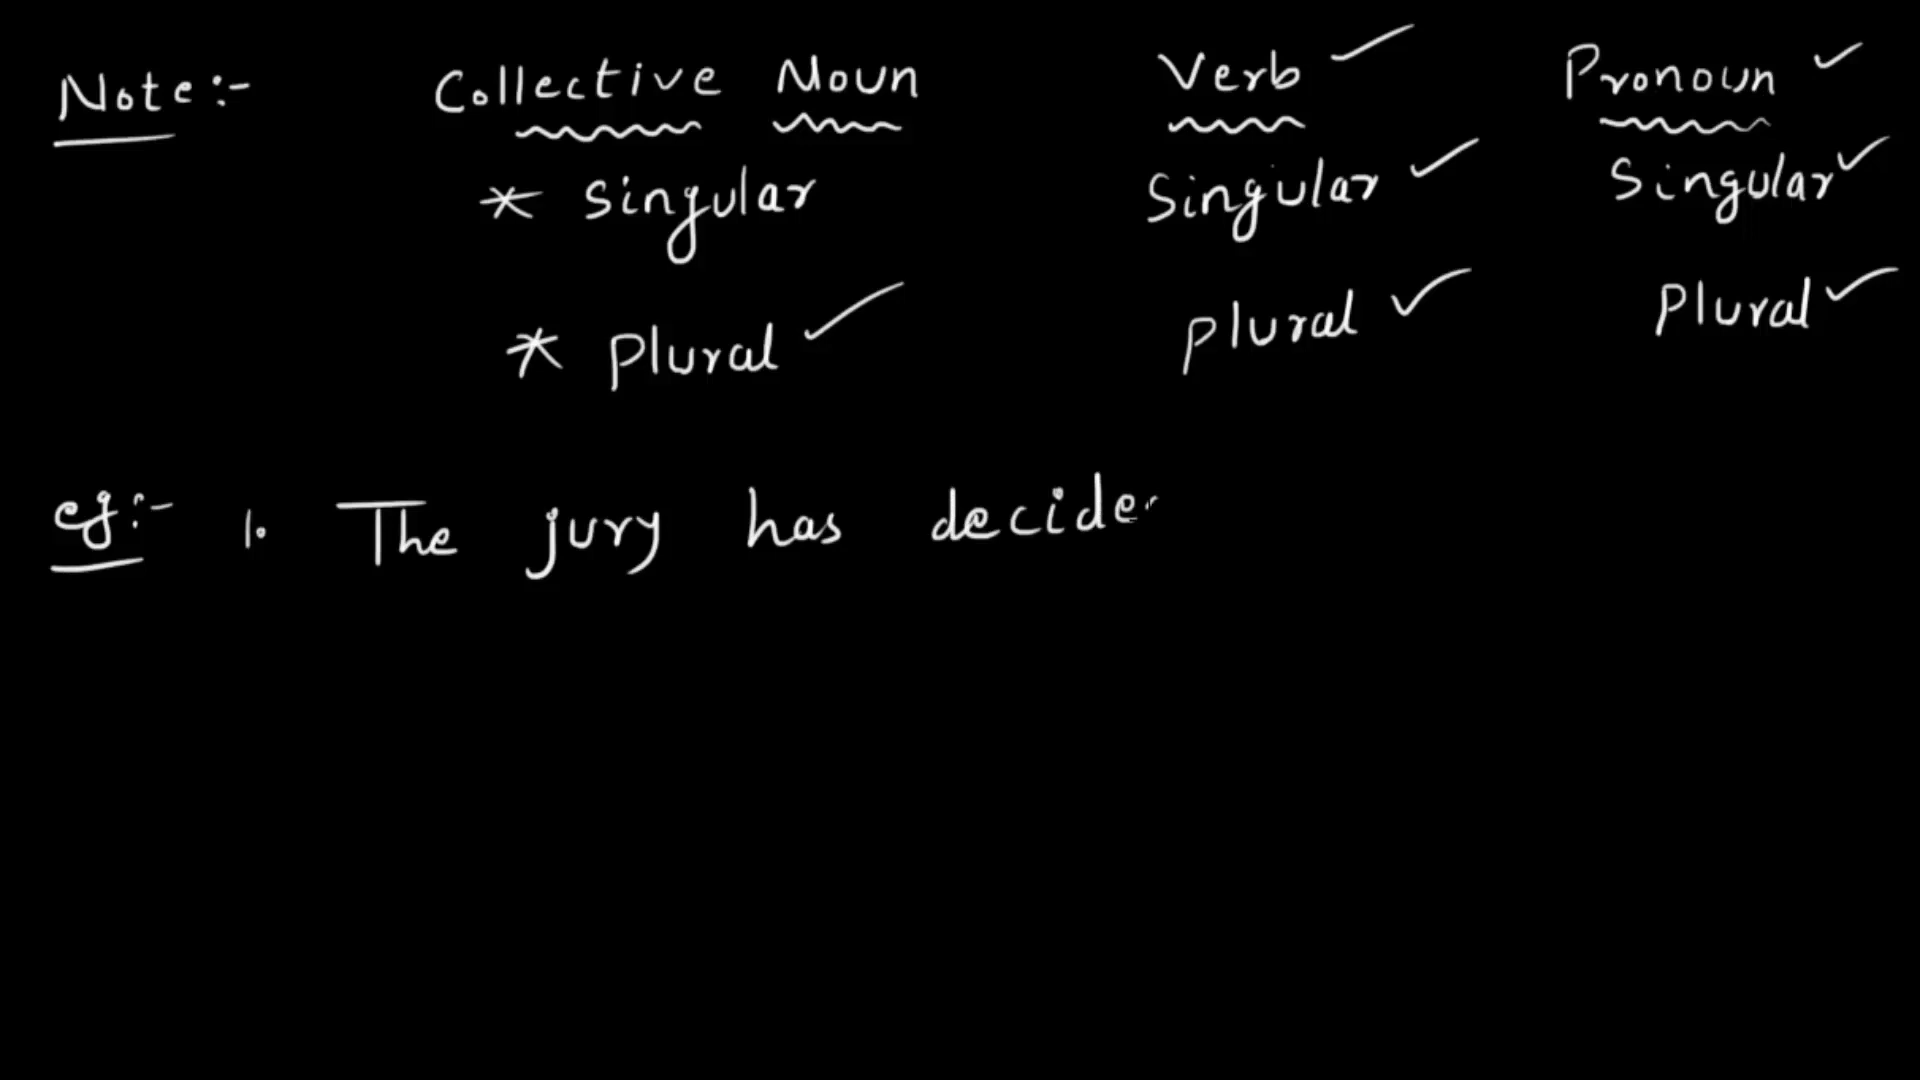 Note:- Collective Noun Verb ✓ Pronoun ✓
* Singular Singular ✓ Singular ✓
* Plural ✓ Plural ✓ Plural ✓
eg:- 1. The jury has decide